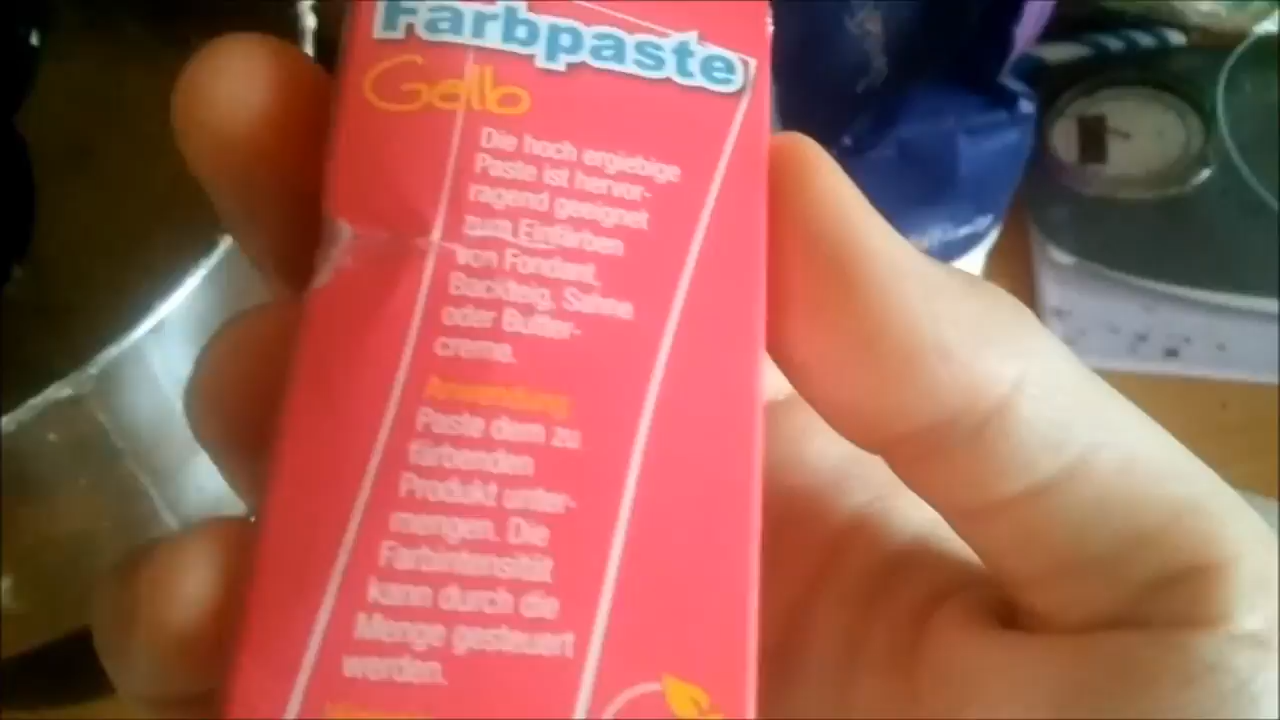 Farbpaste
Gelb
Die hoch ergiebige
Paste ist hervor-
ragend geeignet
zum Einfärben
von Fondant,
Backteig, Sahne
oder Butter-
creme.
Anwendung
Paste dem zu
färbenden
Produkt unter-
mengen. Die
Farbintensität
kann durch die
Menge gesteuert
werden.